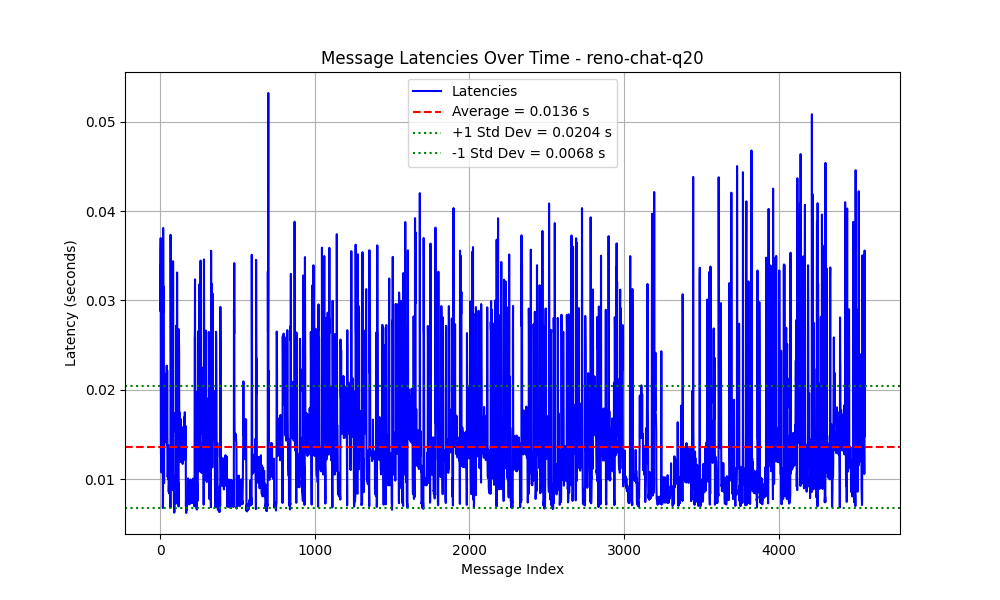 Message Latencies Over Time - reno-chat-q20
Latencies
Average = 0.0136 s
+1 Std Dev = 0.0204 s
-1 Std Dev = 0.0068 s
Latency (seconds)
0.05
0.04
0.03
0.02
0.01
0 1000 2000 3000 4000
Message Index